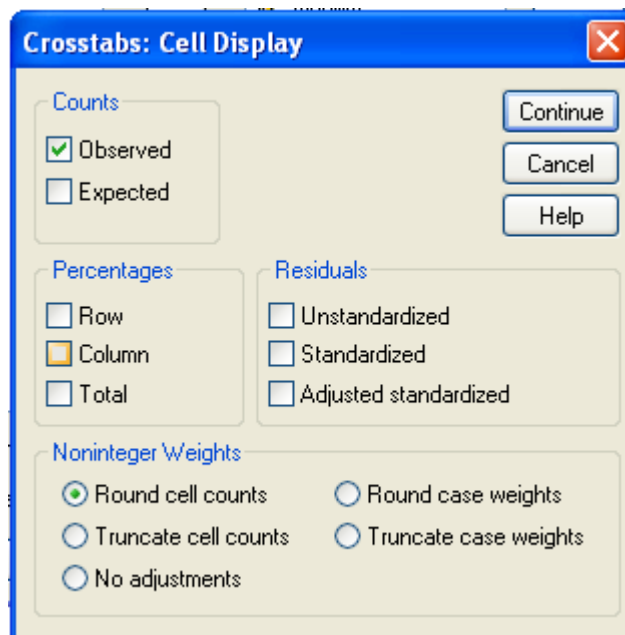 Crosstabs: Cell Display
Counts
Observed
Expected
Continue
Cancel
Help
Percentages
Row
Column
Total
Residuals
Unstandardized
Standardized
Adjusted standardized
Noninteger Weights
Round cell counts
Round case weights
Truncate cell counts
Truncate case weights
No adjustments